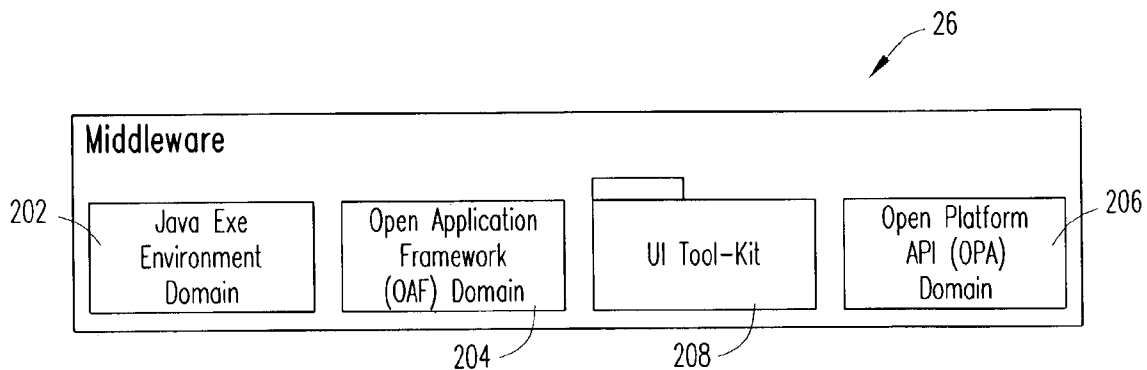 26
Middleware
202
Java Exe
Environment
Domain
Open Application
Framework
(OAF) Domain
UI Tool-Kit
Open Platform
API (OPA)
Domain
206
204
208